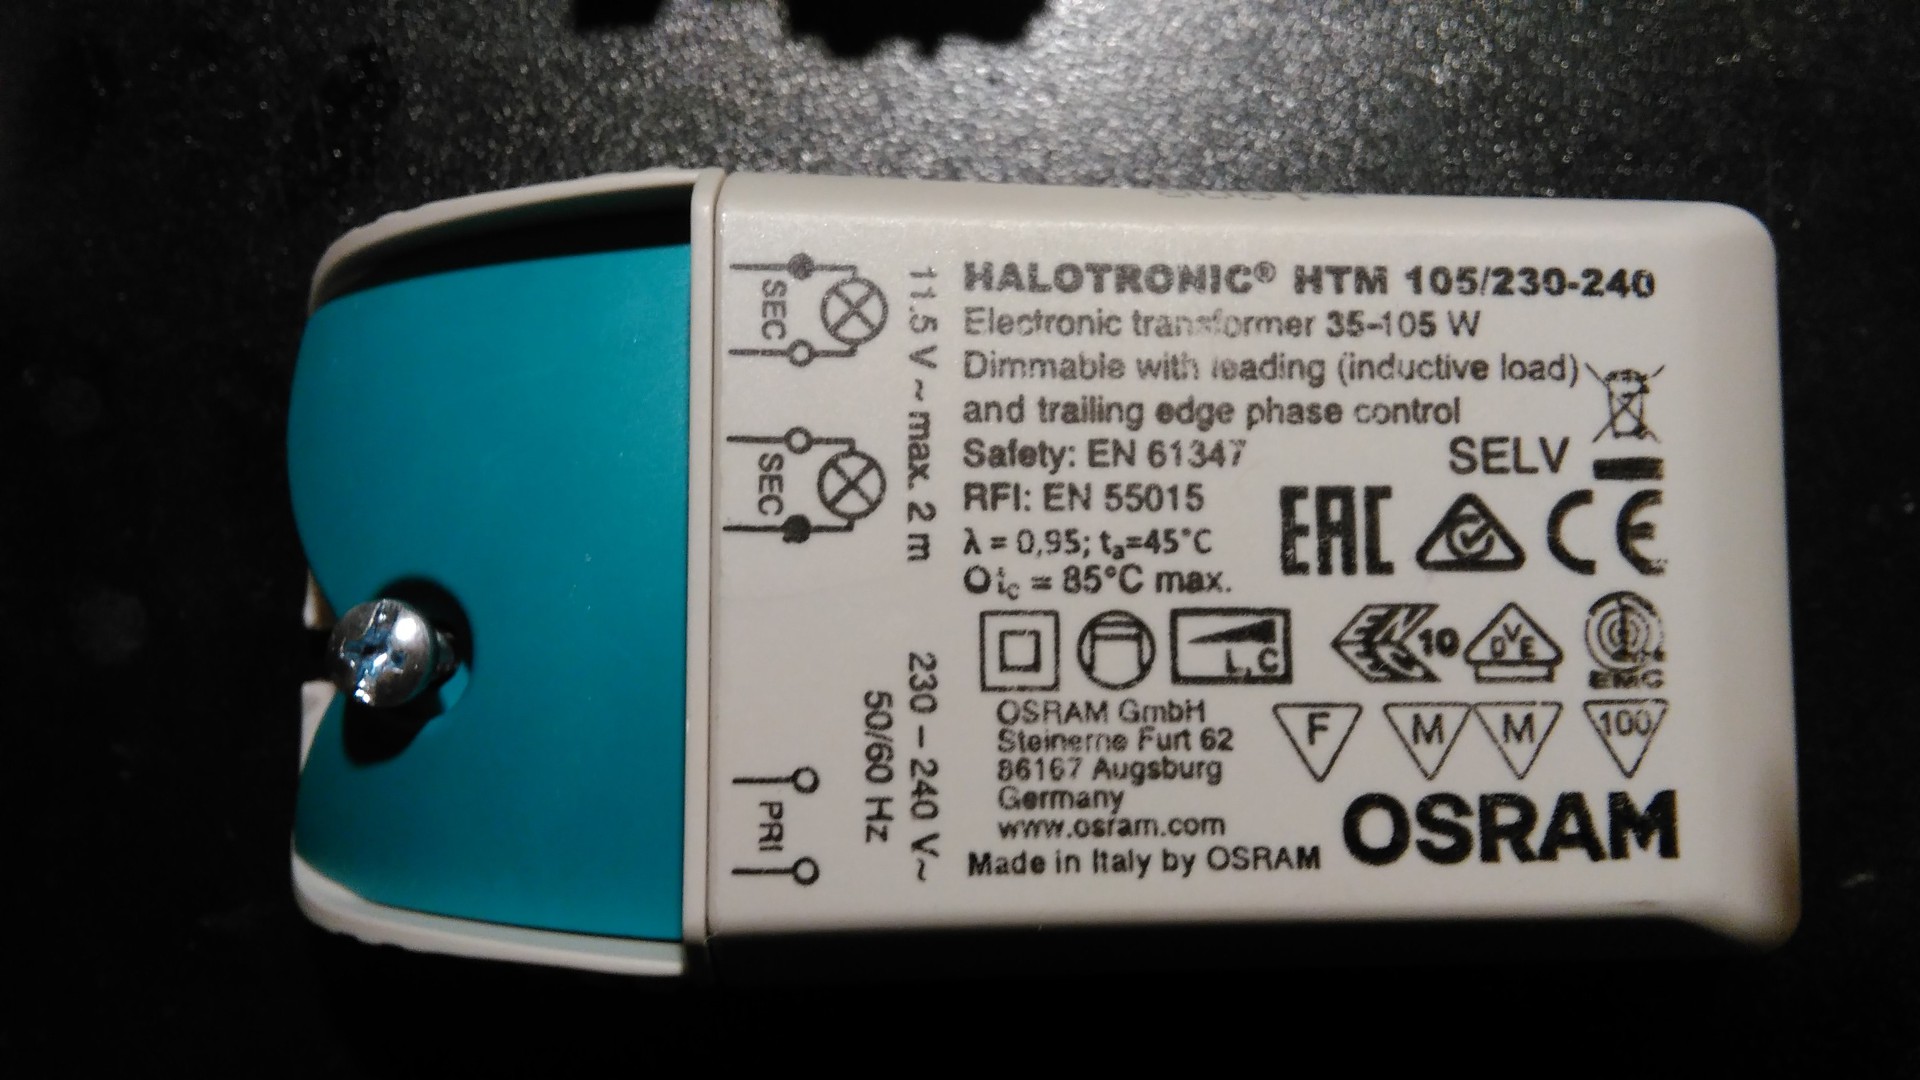 HALOTRONIC® HTM 105/230-240
Electronic transformer 35-105 W
Dimmable with leading (inductive load)
and trailing edge phase control
Safety: EN 61347
SELV
RFI: EN 55015
λ = 0,95; ta=45°C
tc = 85°C max.
EAC
CE
L,C
10
DVE
EMC
OSRAM GmbH
Steinerne Furt 62
86167 Augsburg
Germany
www.osram.com
Made in Italy by OSRAM
F
M
M
100
OSRAM
SEC
SEC
11.5 V ~ max. 2 m
PRI
230 – 240 V~
50/60 Hz